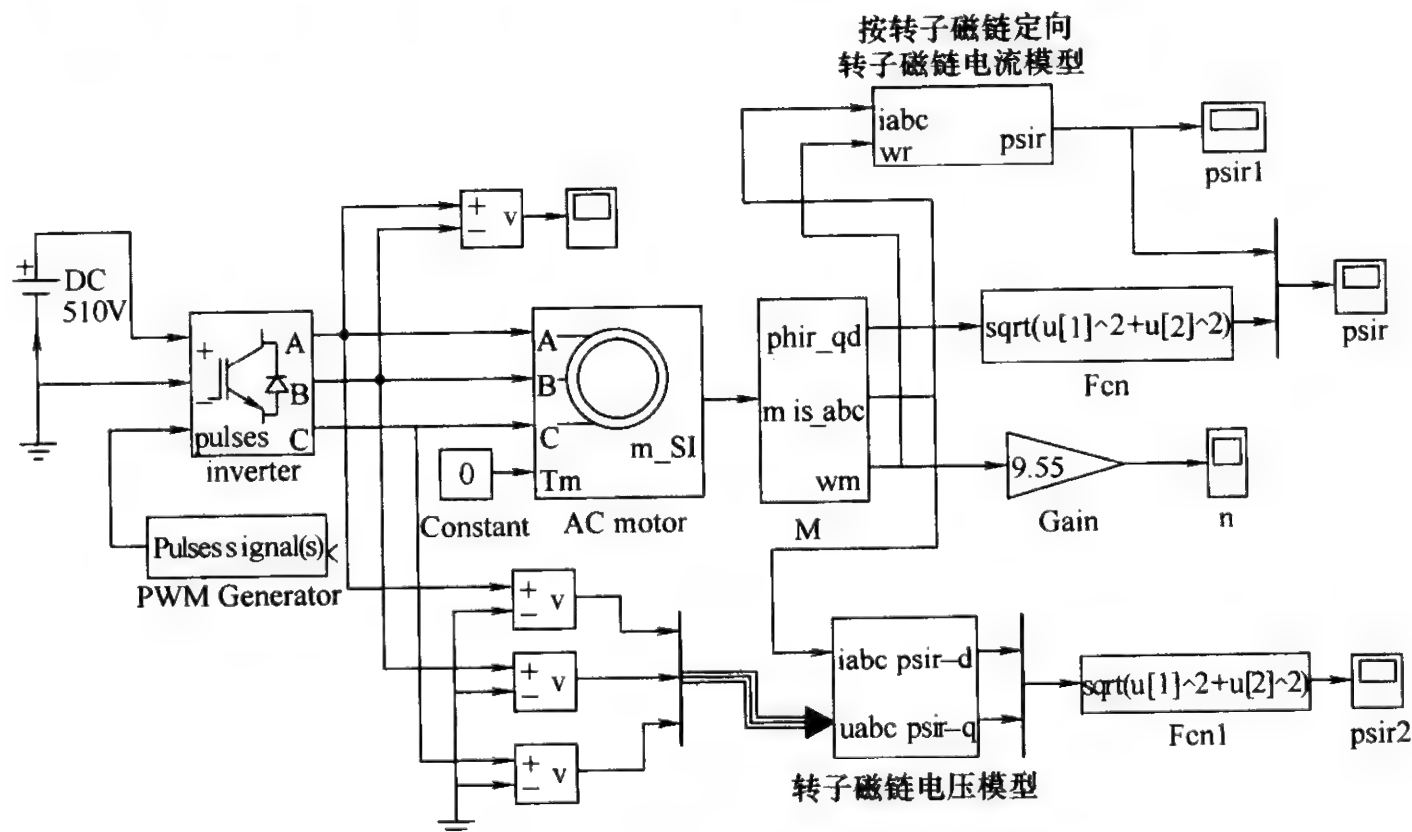 按转子磁链定向
转子磁链电流模型
iabc
wr
psir
psir1
+
−
v
+
DC
510V
+
−
pulses
A
B
C
inverter
A
B
C
Tm
m_SI
AC motor
0
Constant
phir_qd
m is_abc
wm
M
sqrt(u[1]^2+u[2]^2)
Fcn
psir
9.55
Gain
n
Pulses signal(s)
PWM Generator
+
−
v
+
−
v
+
−
v
iabc psir-d
uabc psir-q
转子磁链电压模型
sqrt(u[1]^2+u[2]^2)
Fcn1
psir2